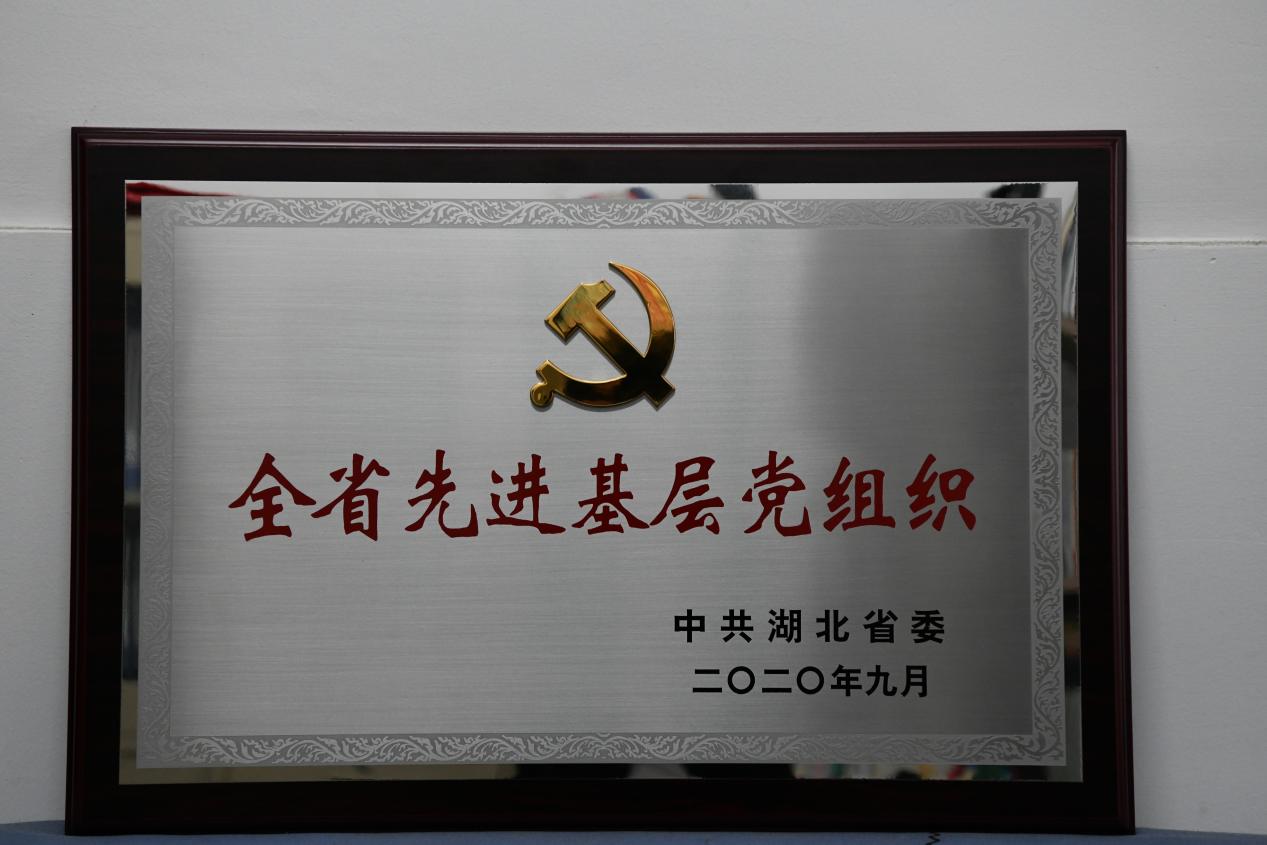 全省先进基层党组织
中共湖北省委
二〇二〇年九月